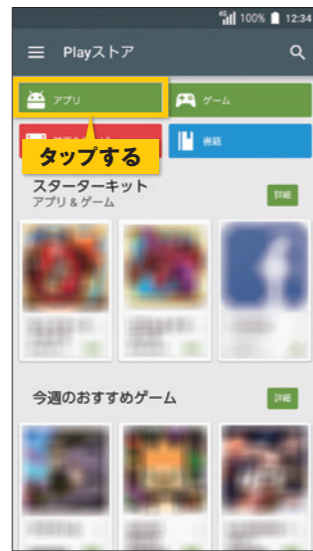 4G 100% 12:34
Playストア
アプリ ゲーム
書籍
タップする
スターターキット
アプリ & ゲーム
詳細
今週のおすすめゲーム
詳細